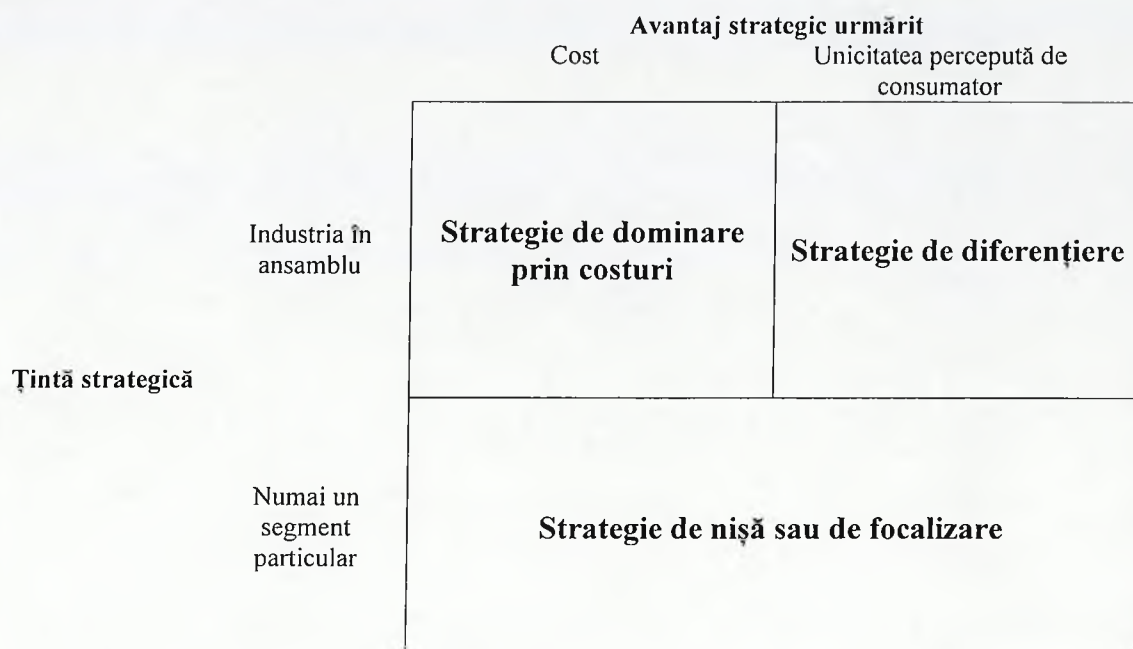 Avantaj strategic urmărit
Cost
Unicitatea percepută de
consumator
Industria în
ansamblu
Strategie de dominare
prin costuri
Strategie de diferențiere
Țintă strategică
Numai un
segment
particular
Strategie de nișă sau de focalizare